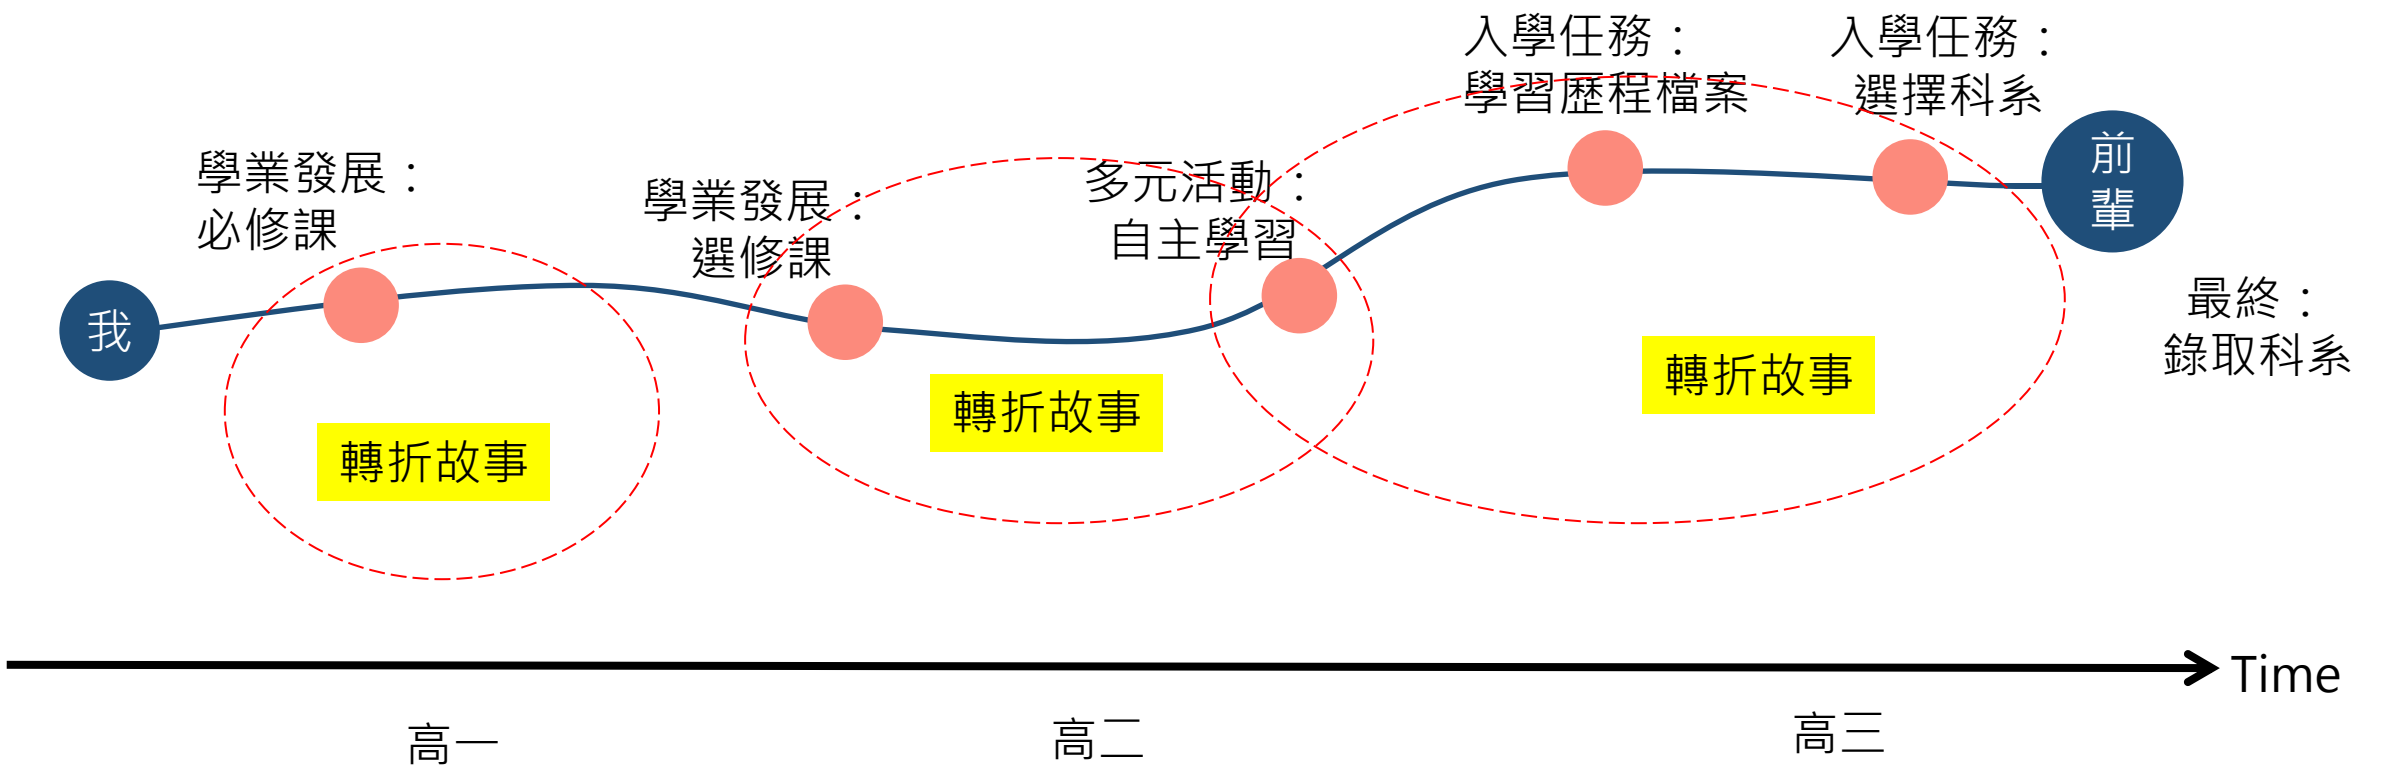 入學任務：
學習歷程檔案
入學任務：
選擇科系
前
輩
學業發展：
必修課
學業發展：
選修課
多元活動：
自主學習
我
最終：
錄取科系
轉折故事
轉折故事
轉折故事
Time
高一
高二
高三